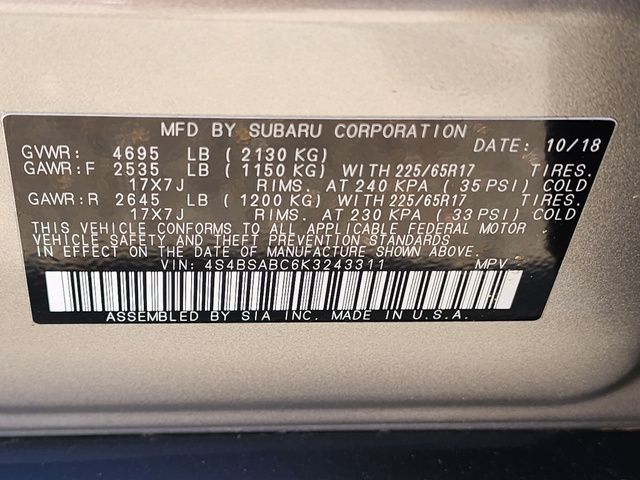 MFD BY SUBARU CORPORATION DATE: 10/18
GVWR: 4695 LB ( 2130 KG)
GAWR:F 2535 LB ( 1150 KG) WITH 225/65R17 TIRES.
17X7J RIMS. AT 240 KPA ( 35 PSI) COLD
GAWR:R 2645 LB ( 1200 KG) WITH 225/65R17 TIRES.
17X7J RIMS. AT 230 KPA ( 33 PSI) COLD
THIS VEHICLE CONFORMS TO ALL APPLICABLE FEDERAL MOTOR
VEHICLE SAFETY AND THEFT PREVENTION STANDARDS
IN EFFECT ON THE DATE OF MANUFACTURE SHOWN ABOVE.
VIN: 4S4BSABC6K3243311 MPV
ASSEMBLED BY SIA INC. MADE IN U.S.A.